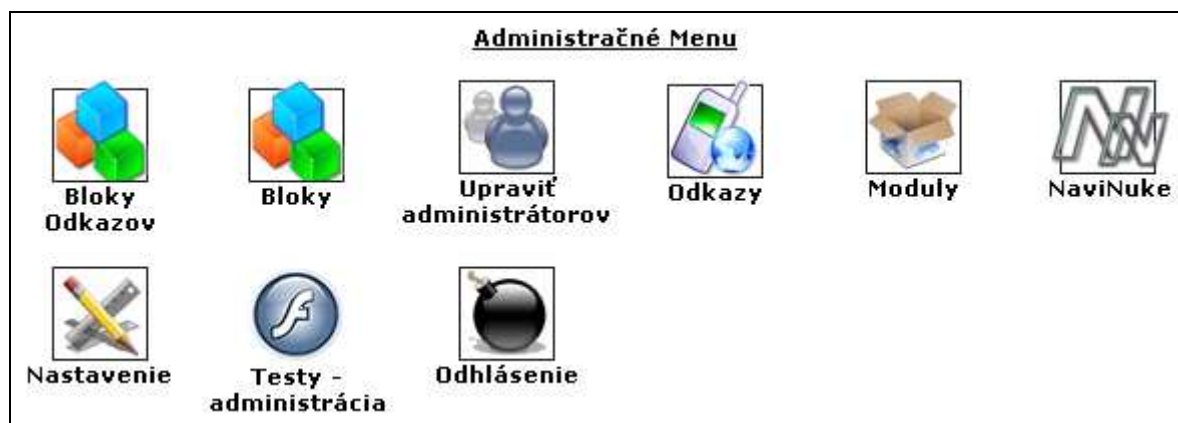 Administračné Menu
Bloky
Odkazov
Bloky
Upraviť
administrátorov
Odkazy
Moduly
NaviNuke
Nastavenie
Testy -
administrácia
Odhlásenie